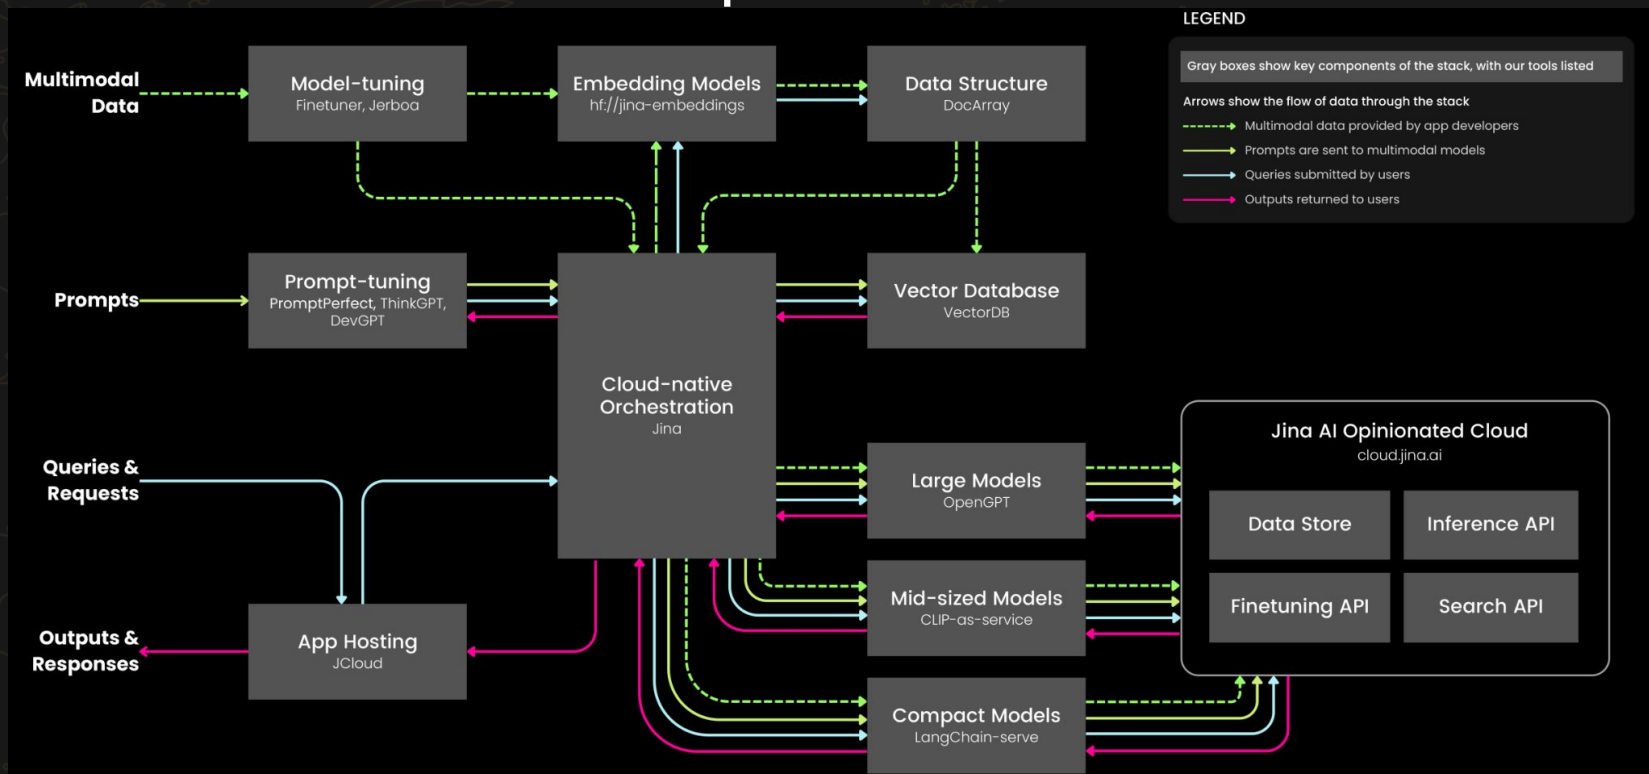 LEGEND
Gray boxes show key components of the stack, with our tools listed
Arrows show the flow of data through the stack
Multimodal data provided by app developers
Prompts are sent to multimodal models
Queries submitted by users
Outputs returned to users
Multimodal
Data
Model-tuning
Finetuner, Jerboa
Embedding Models
hf://jina-embeddings
Data Structure
DocArray
Prompts
Prompt-tuning
PromptPerfect, ThinkGPT,
DevGPT
Cloud-native
Orchestration
Jina
Vector Database
VectorDB
Queries &
Requests
Large Models
OpenGPT
Jina AI Opinionated Cloud
cloud.jina.ai
Data Store
Inference API
Finetuning API
Search API
Mid-sized Models
CLIP-as-service
Outputs &
Responses
App Hosting
JCloud
Compact Models
LangChain-serve